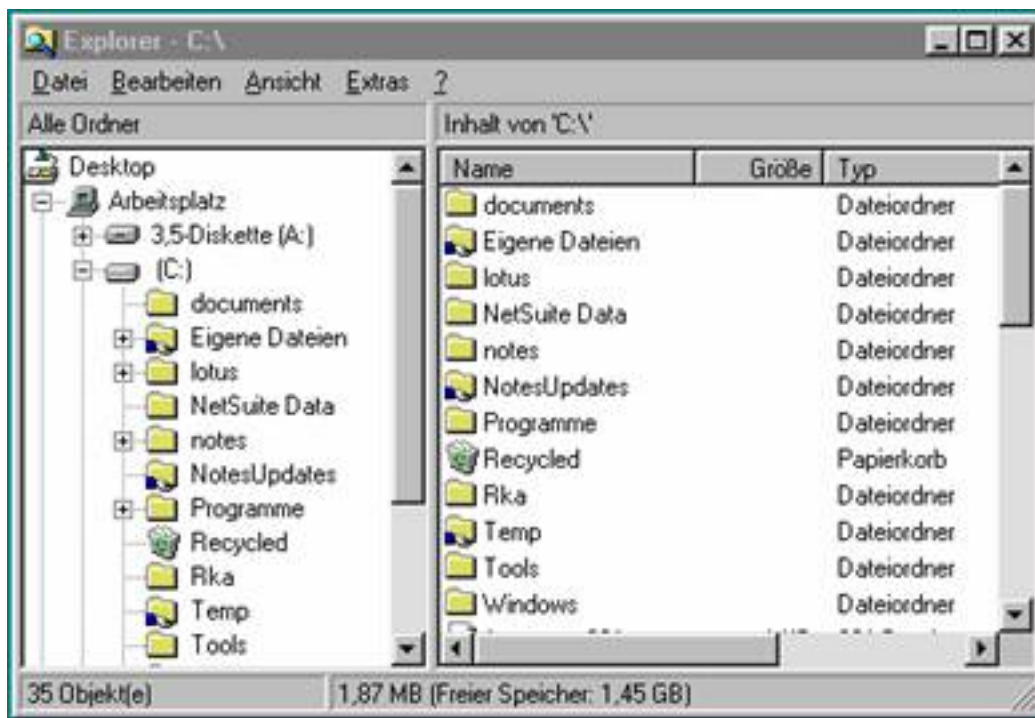 Explorer - C:\
Datei Bearbeiten Ansicht Extras ?
Alle Ordner
Inhalt von 'C:\'
Desktop
Arbeitsplatz
3,5-Diskette (A:)
(C:)
documents
Eigene Dateien
lotus
NetSuite Data
notes
NotesUpdates
Programme
Recycled
Rka
Temp
Tools
Name Größe Typ
documents Dateiordner
Eigene Dateien Dateiordner
lotus Dateiordner
NetSuite Data Dateiordner
notes Dateiordner
NotesUpdates Dateiordner
Programme Dateiordner
Recycled Papierkorb
Rka Dateiordner
Temp Dateiordner
Tools Dateiordner
Windows Dateiordner
35 Objekt(e)
1,87 MB (Freier Speicher: 1,45 GB)